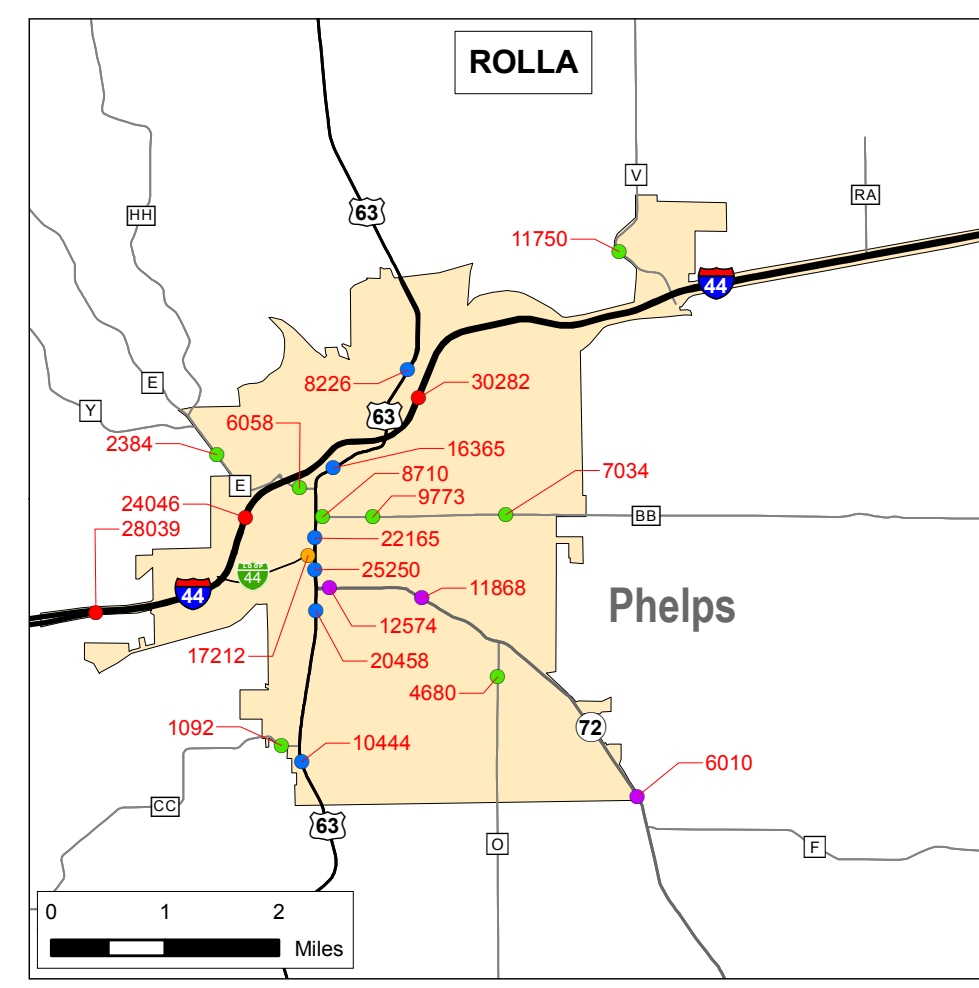 ROLLA
V
RA
HH
63
11750
44
8226
30282
E
63
Y
6058
2384
16365
E
8710
7034
9773
24046
BB
28039
22165
LOOP
44
25250
44
11868
Phelps
12574
17212
20458
4680
1092
10444
72
6010
CC
63
O
F
0 1 2
Miles